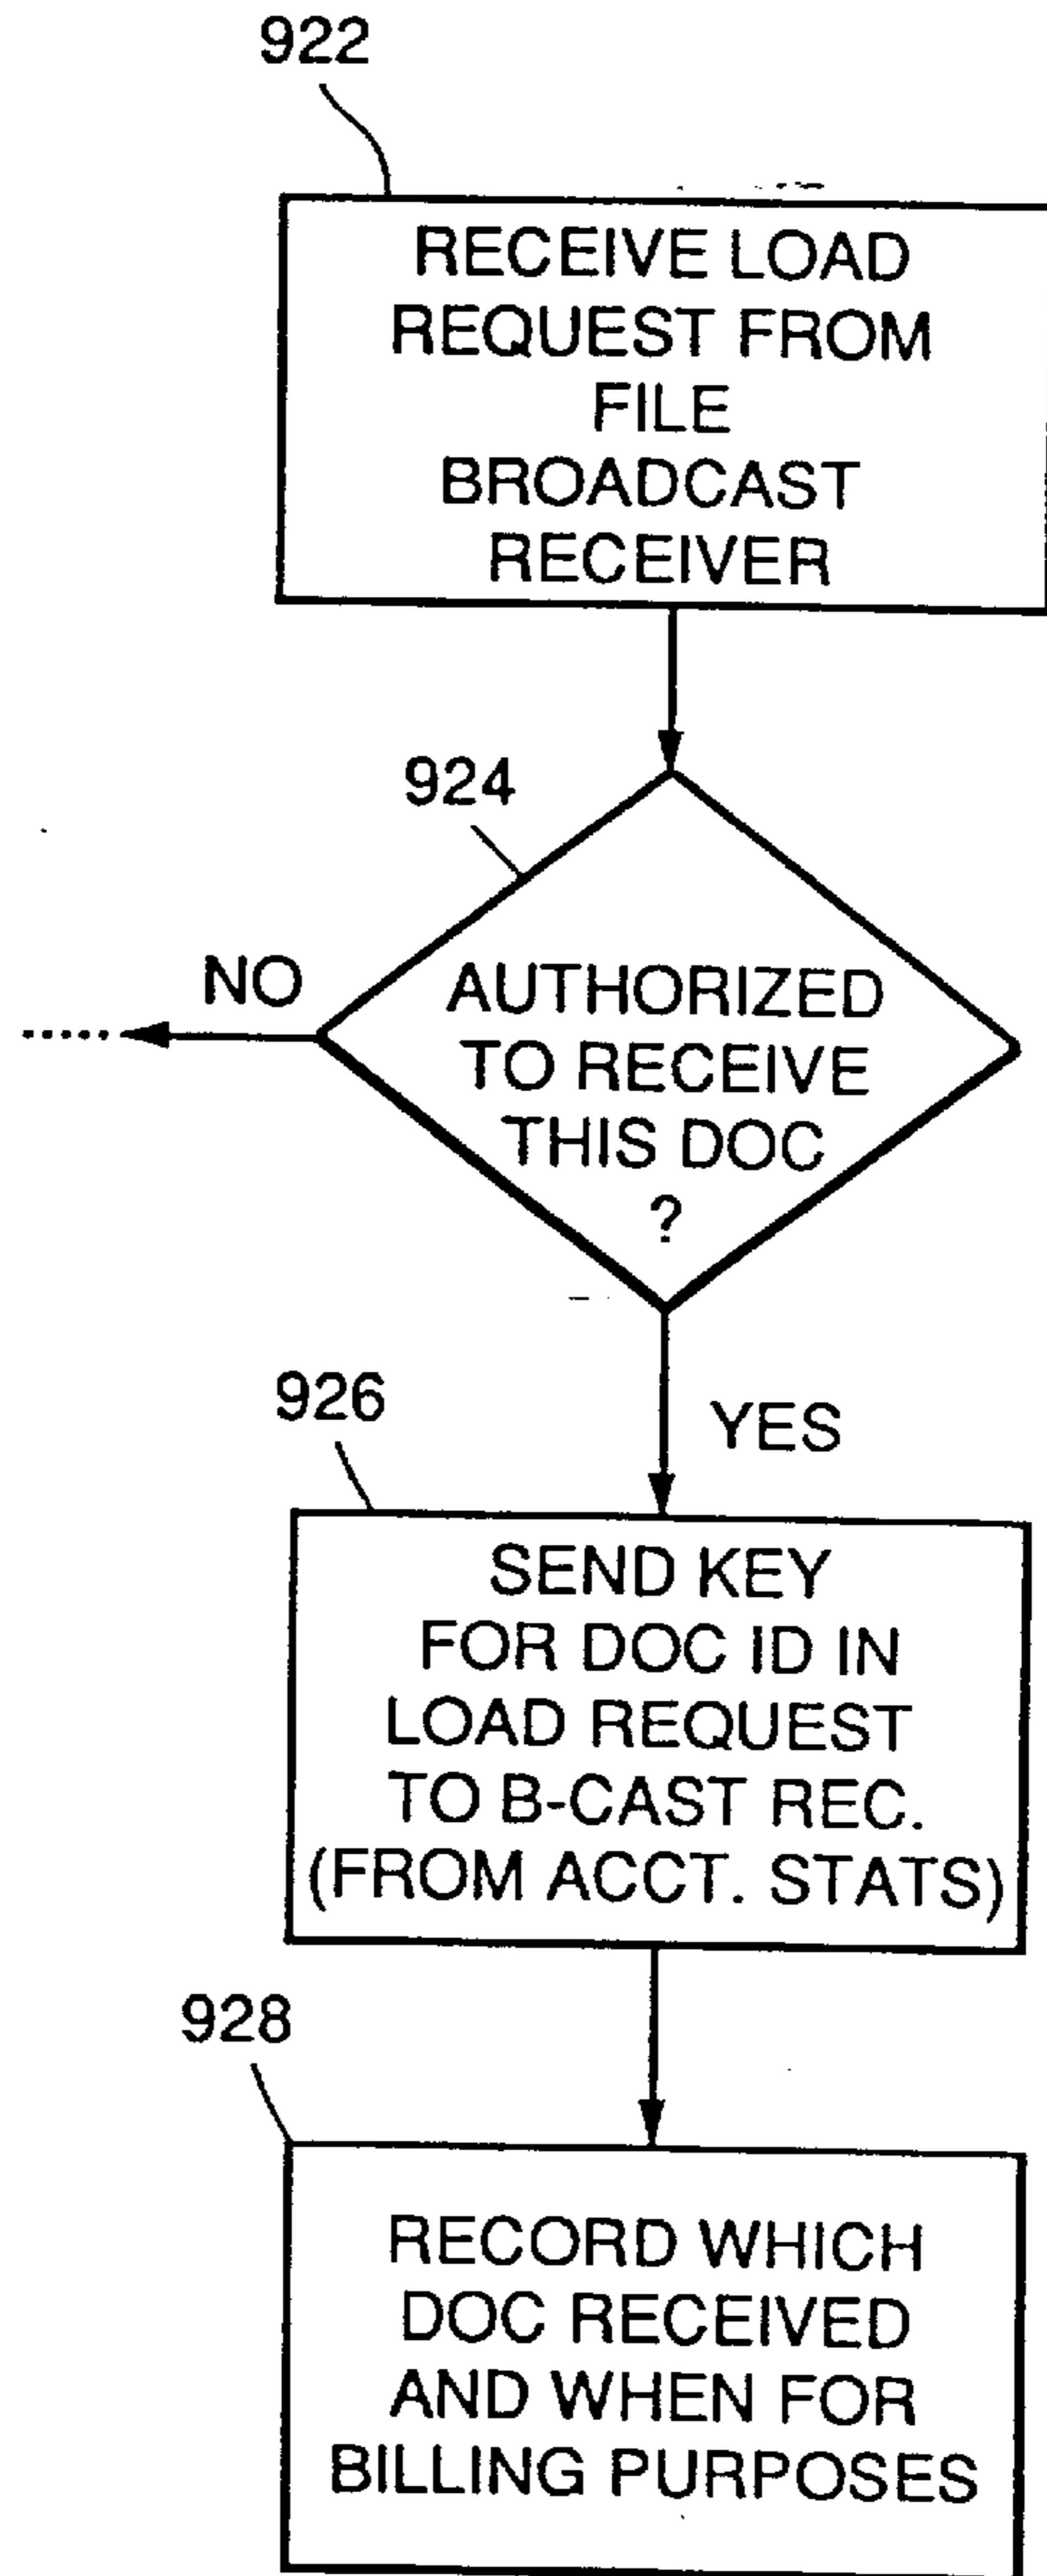 922
RECEIVE LOAD
REQUEST FROM
FILE
BROADCAST
RECEIVER
924
NO
AUTHORIZED
TO RECEIVE
THIS DOC
?
YES
926
SEND KEY
FOR DOC ID IN
LOAD REQUEST
TO B-CAST REC.
(FROM ACCT. STATS)
928
RECORD WHICH
DOC RECEIVED
AND WHEN FOR
BILLING PURPOSES